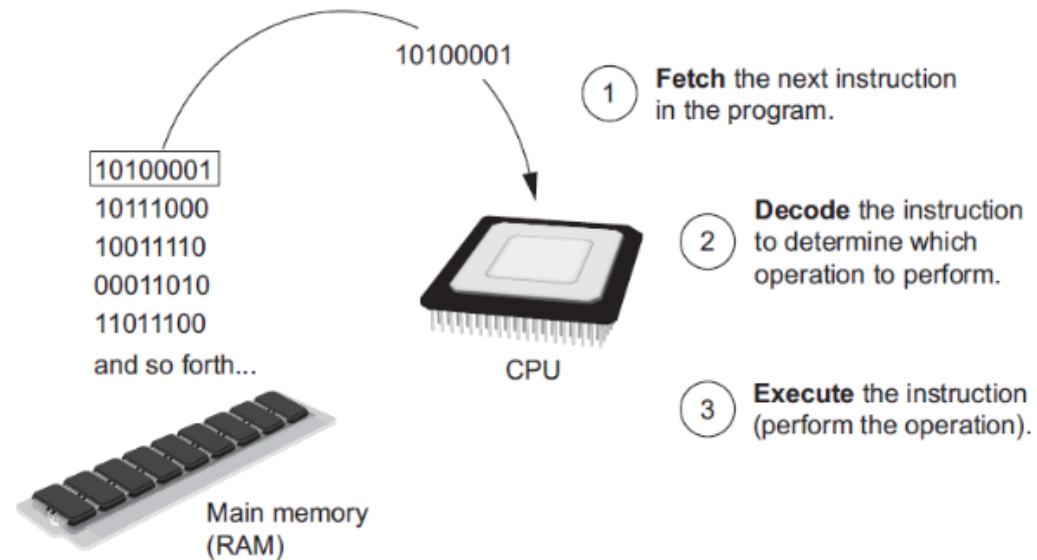 10100001
1
Fetch the next instruction
in the program.
10100001
10111000
10011110
00011010
11011100
and so forth...
Main memory
(RAM)
CPU
2
Decode the instruction
to determine which
operation to perform.
3
Execute the instruction
(perform the operation).